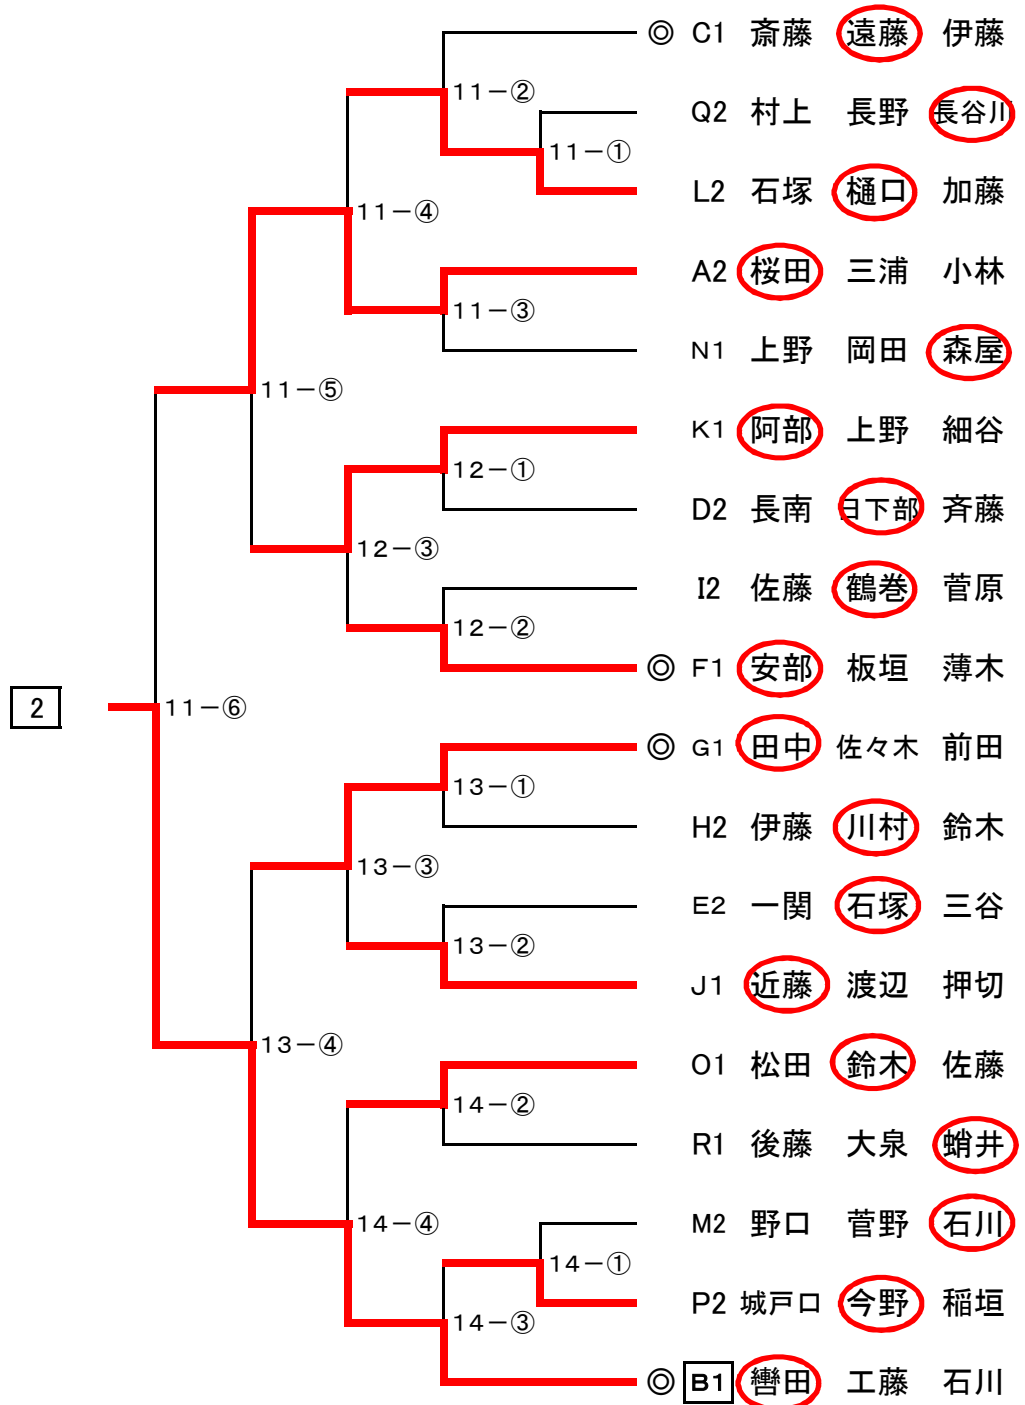 ◎ C1 斎藤 遠藤 伊藤
11－②
Q2 村上 長野 長谷川
11－①
L2 石塚 樋口 加藤
11－④
A2 桜田 三浦 小林
11－③
N1 上野 岡田 森屋
11－⑤
K1 阿部 上野 細谷
12－①
D2 長南 日下部 斉藤
12－③
I2 佐藤 鶴巻 菅原
12－②
◎ F1 安部 板垣 薄木
2 11－⑥
◎ G1 田中 佐々木 前田
13－①
H2 伊藤 川村 鈴木
13－③
E2 一関 石塚 三谷
13－②
J1 近藤 渡辺 押切
13－④
O1 松田 鈴木 佐藤
14－②
R1 後藤 大泉 蛸井
14－④
M2 野口 菅野 石川
14－①
P2 城戸口 今野 稲垣
14－③
◎ B1 轡田 工藤 石川